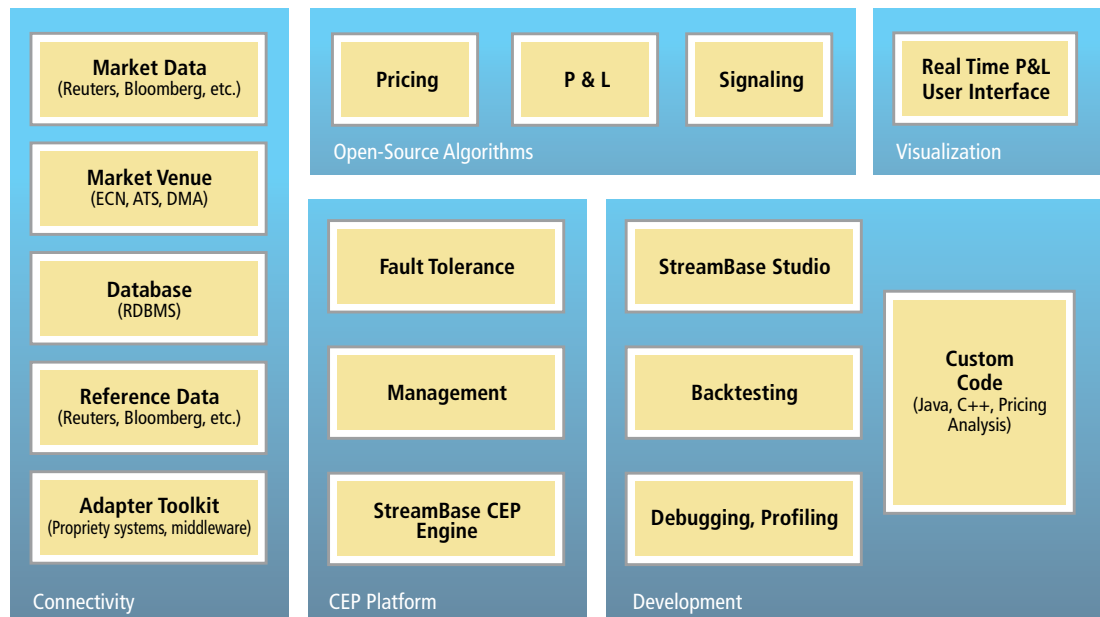 Market Data
(Reuters, Bloomberg, etc.)
Market Venue
(ECN, ATS, DMA)
Database
(RDBMS)
Reference Data
(Reuters, Bloomberg, etc.)
Adapter Toolkit
(Propriety systems, middleware)
Connectivity
Pricing
P & L
Signaling
Open-Source Algorithms
Real Time P&L
User Interface
Visualization
Fault Tolerance
Management
StreamBase CEP
Engine
CEP Platform
StreamBase Studio
Backtesting
Debugging, Profiling
Custom
Code
(Java, C++, Pricing
Analysis)
Development